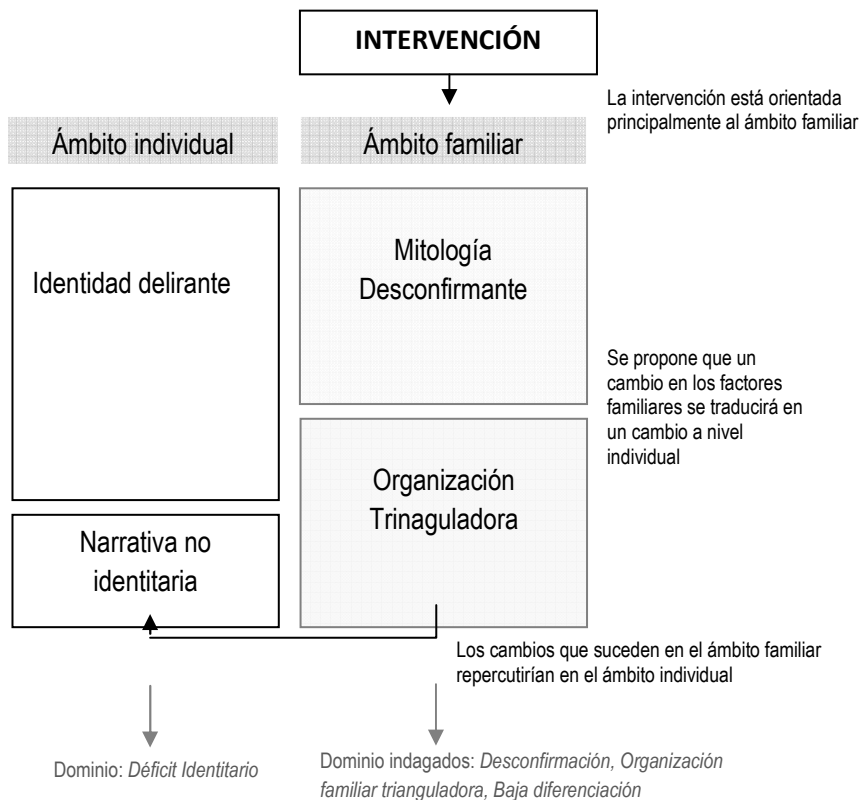 INTERVENCIÓN
La intervención está orientada
principalmente al ámbito familiar
Ámbito individual
Ámbito familiar
Identidad delirante
Mitología
Desconfirmante
Se propone que un
cambio en los factores
familiares se traducirá en
un cambio a nivel
individual
Organización
Trinaguladora
Narrativa no
identitaria
Los cambios que suceden en el ámbito familiar
repercutirían en el ámbito individual
Dominio: Déficit Identitario
Dominio indagados: Desconfirmación, Organización
familiar trianguladora, Baja diferenciación